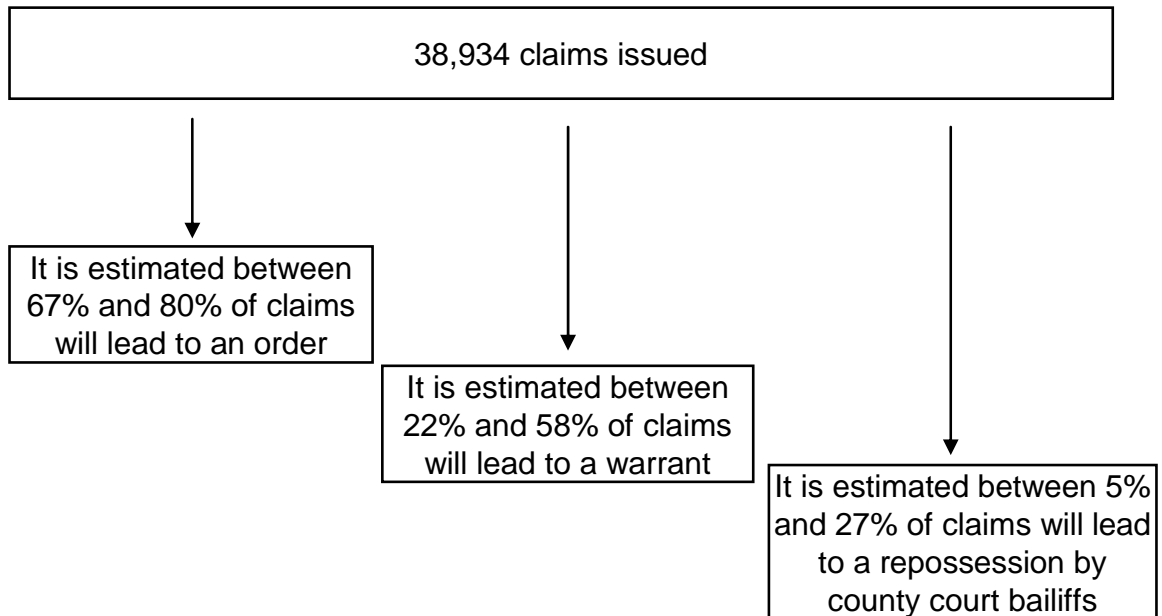 38,934 claims issued
It is estimated between
67% and 80% of claims
will lead to an order
It is estimated between
22% and 58% of claims
will lead to a warrant
It is estimated between 5%
and 27% of claims will lead
to a repossession by
county court bailiffs